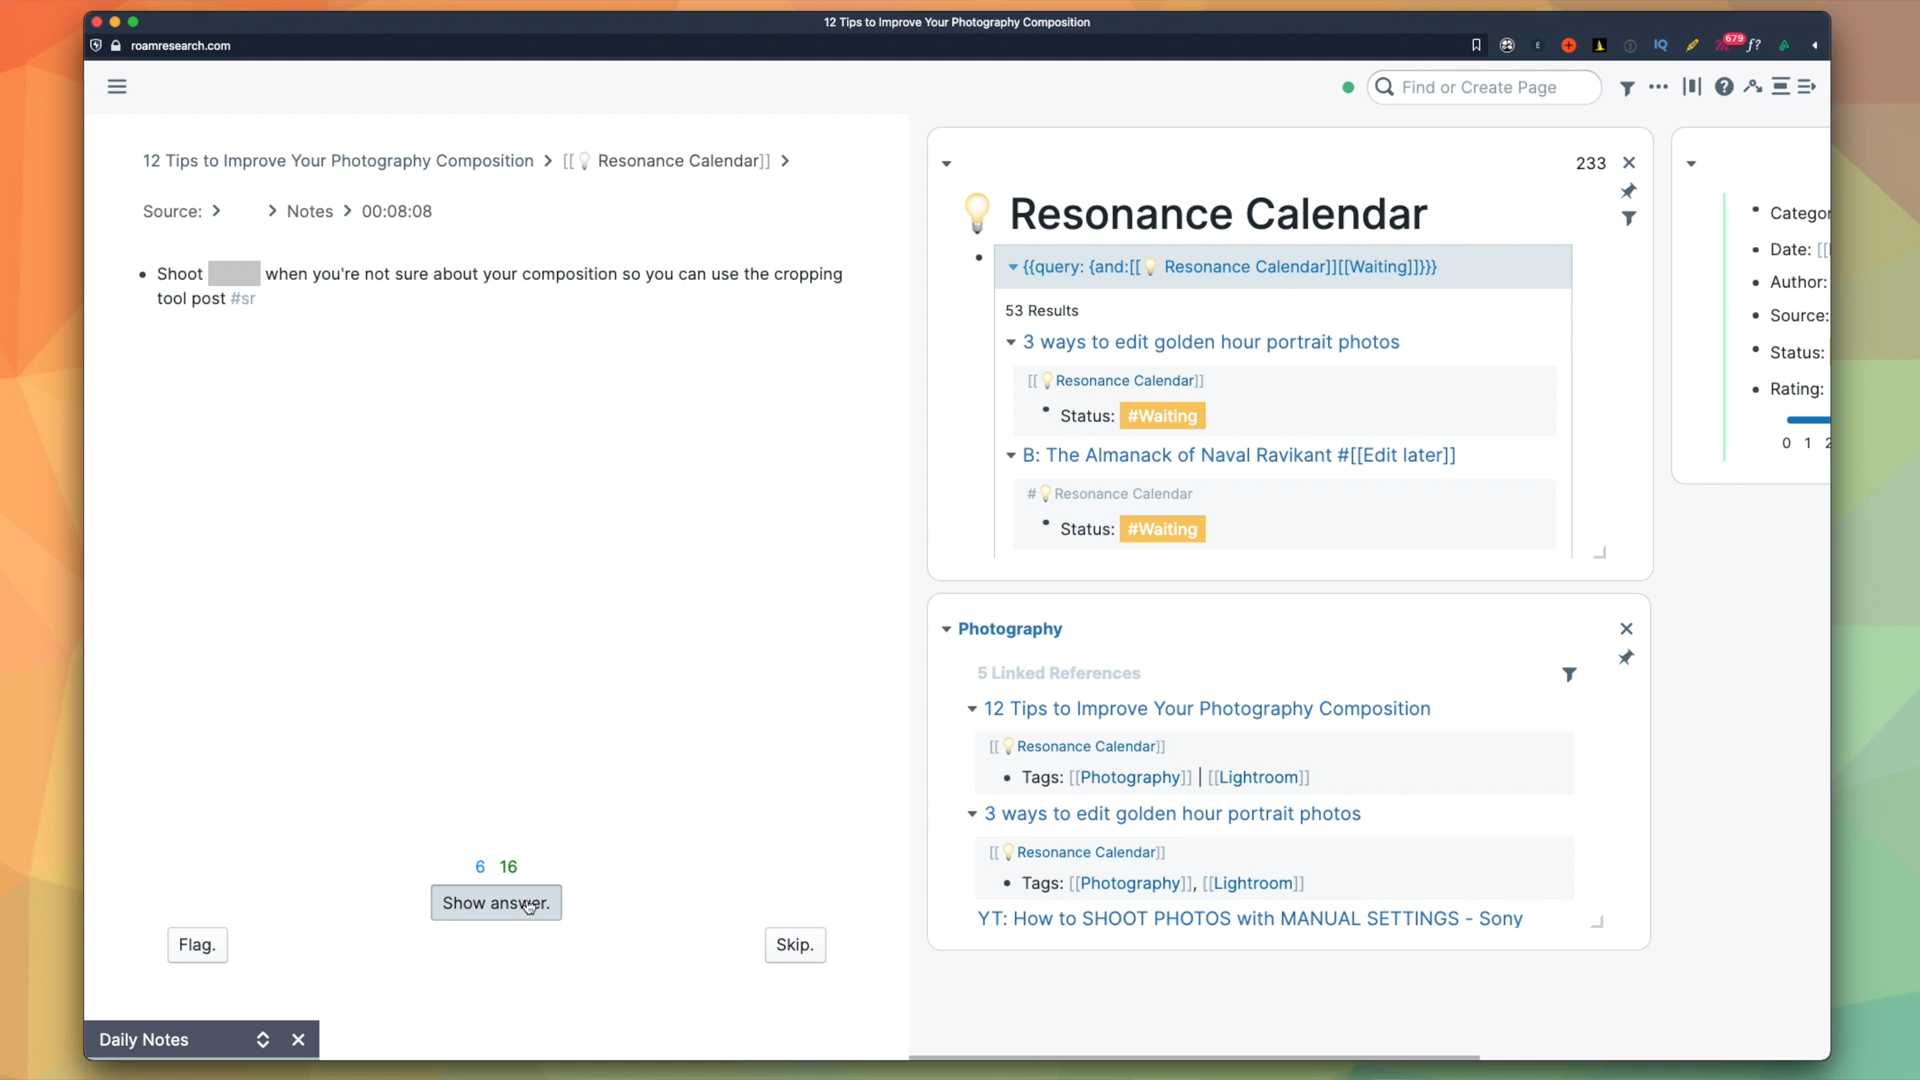 12 Tips to Improve Your Photography Composition
roamresearch.com
E
IQ
679
f?
Find or Create Page
12 Tips to Improve Your Photography Composition > [[💡 Resonance Calendar]] >
Source: > > Notes > 00:08:08
Shoot when you're not sure about your composition so you can use the cropping
tool post #sr
6 16
Show answer.
Flag.
Skip.
Daily Notes
233
💡 Resonance Calendar
{{query: {and:[[💡 Resonance Calendar]][[Waiting]]}}}
53 Results
3 ways to edit golden hour portrait photos
[[💡Resonance Calendar]]
Status: #Waiting
B: The Almanack of Naval Ravikant #[[Edit later]]
#💡Resonance Calendar
Status: #Waiting
Photography
5 Linked References
12 Tips to Improve Your Photography Composition
[[💡Resonance Calendar]]
Tags: [[Photography]] | [[Lightroom]]
3 ways to edit golden hour portrait photos
[[💡Resonance Calendar]]
Tags: [[Photography]], [[Lightroom]]
YT: How to SHOOT PHOTOS with MANUAL SETTINGS - Sony
Categor
Date: [[
Author:
Source:
Status:
Rating:
0 1 2